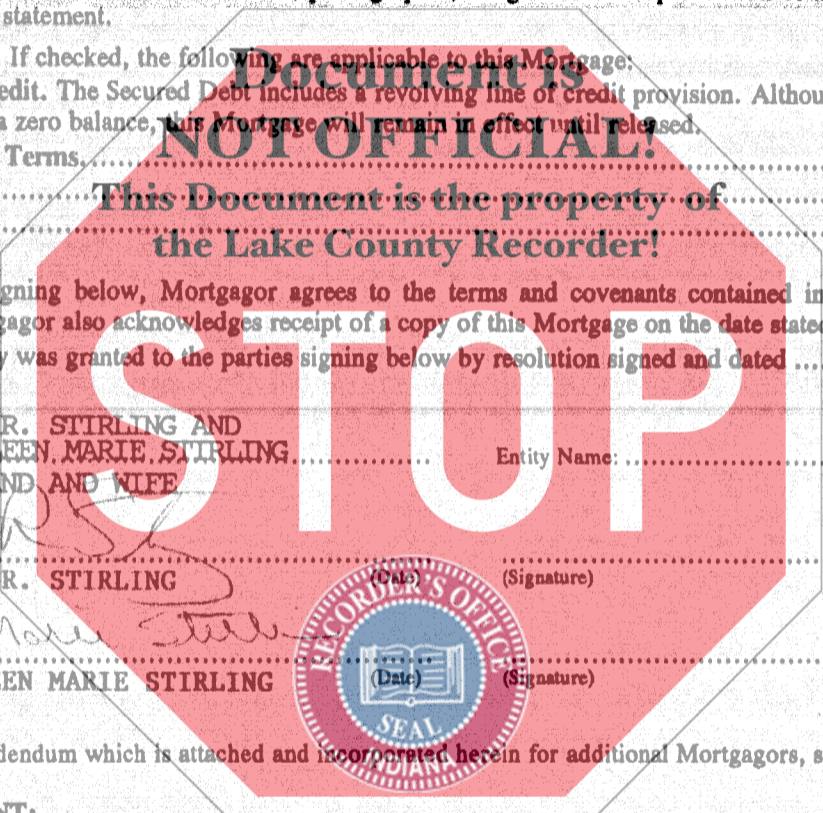 statement.
If checked, the following are applicable to this Mortgage:
Document is
edit. The Secured Debt includes a revolving line of credit provision. Althou
a zero balance, this Mortgage will remain in effect until released.
NOT OFFICIAL!
Terms
This Document is the property of
the Lake County Recorder!
gning below, Mortgagor agrees to the terms and covenants contained in
gagor also acknowledges receipt of a copy of this Mortgage on the date stated
y was granted to the parties signing below by resolution signed and dated ....
STOP
R. STIRLING AND
EEN MARIE STIRLING Entity Name:
ND AND WIFE
R. STIRLING (Date) (Signature)
RECORDER'S OFFICE
Marie Stirling
EEN MARIE STIRLING (Date) (Signature)
SEAL
INDIANA
dendum which is attached and incorporated herein for additional Mortgagors, s
NT: